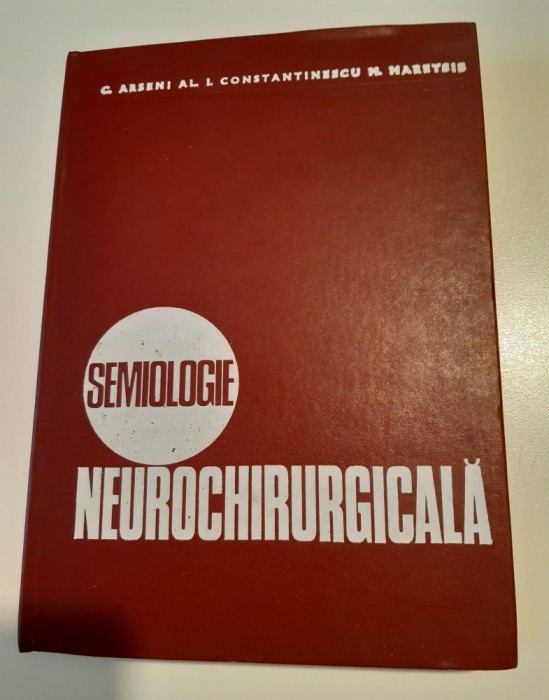 C. ARSENI AL. I. CONSTANTINESCU M. MARETSIS
SEMIOLOGIE
NEUROCHIRURGICALĂ